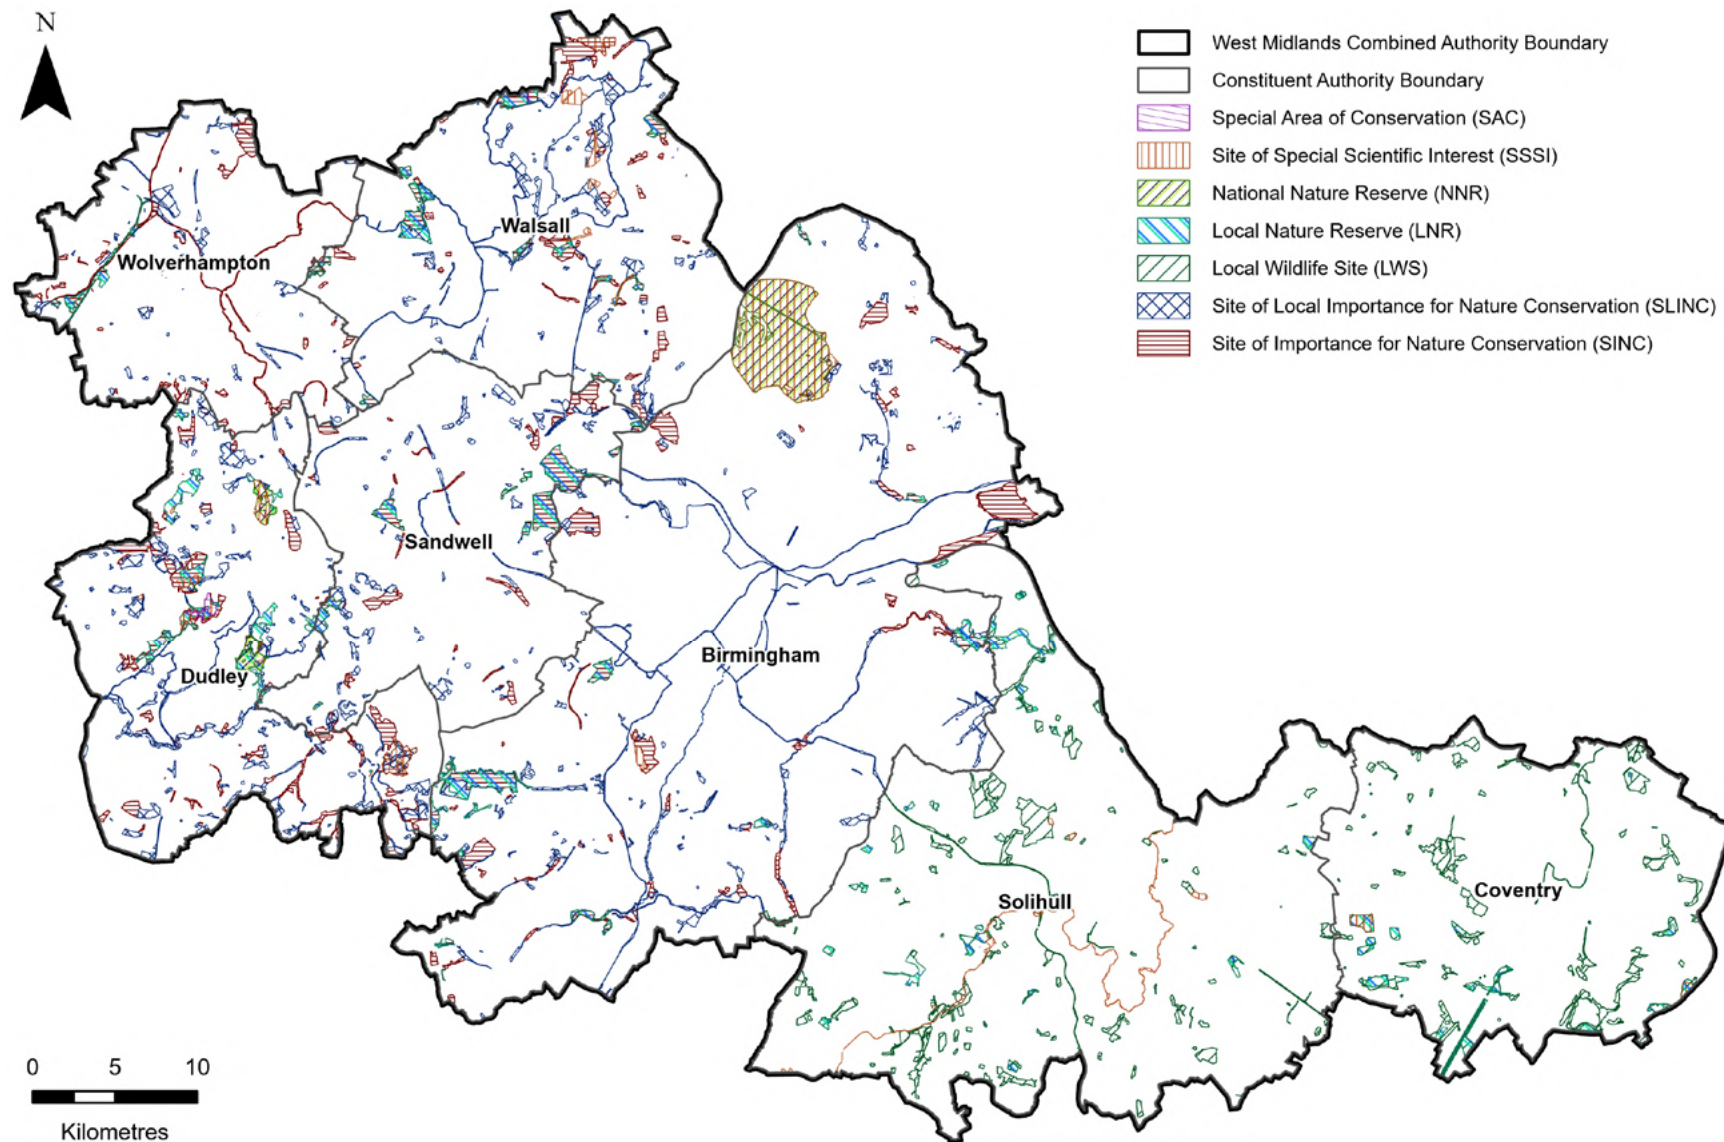 N
West Midlands Combined Authority Boundary
Constituent Authority Boundary
Special Area of Conservation (SAC)
Site of Special Scientific Interest (SSSI)
National Nature Reserve (NNR)
Local Nature Reserve (LNR)
Local Wildlife Site (LWS)
Site of Local Importance for Nature Conservation (SLINC)
Site of Importance for Nature Conservation (SINC)
Walsall
Wolverhampton
Sandwell
Birmingham
Dudley
Coventry
Solihull
0 5 10
Kilometres